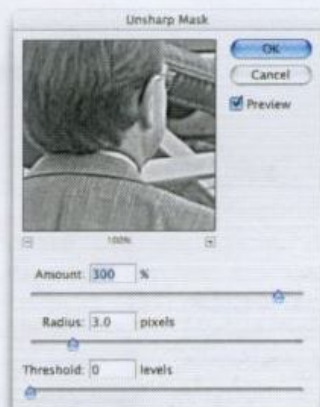 Unsharp Mask
OK
Cancel
Preview
100%
Amount: 300 %
Radius: 3.0 pixels
Threshold: 0 levels